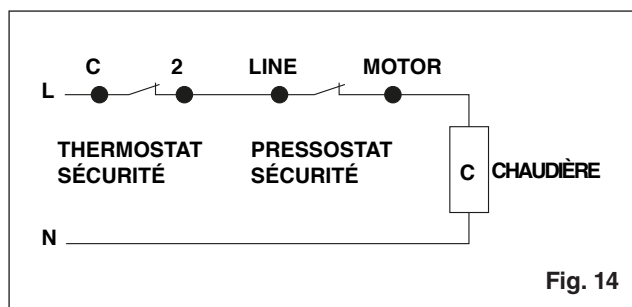 C 2 LINE MOTOR
L
THERMOSTAT PRESSOSTAT
SÉCURITÉ SÉCURITÉ
C CHAUDIÈRE
N
Fig. 14